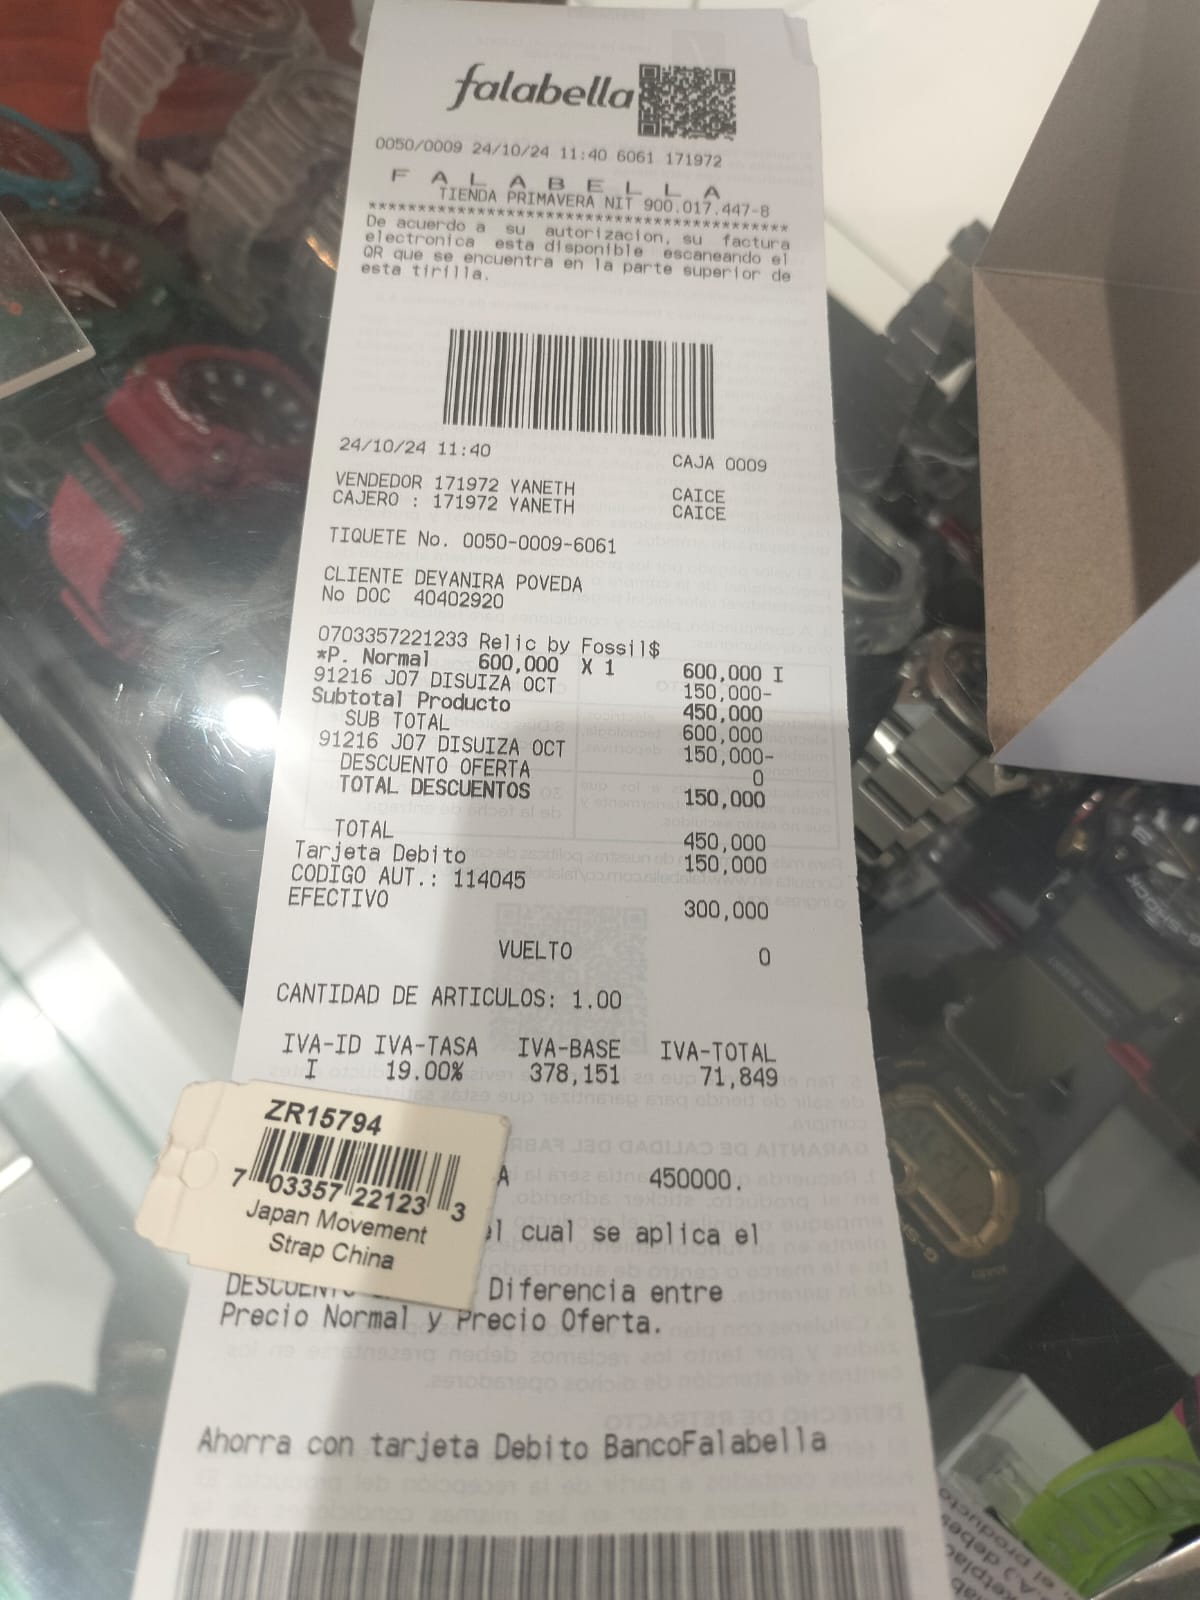 falabella
0050/0009 24/10/24 11:40 6061 171972
F A L A B E L L A
TIENDA PRIMAVERA NIT 900.017.447-8
******************************************
De acuerdo a su autorizacion, su factura
electronica esta disponible escaneando el
QR que se encuentra en la parte superior de
esta tirilla.
24/10/24 11:40 CAJA 0009
VENDEDOR 171972 YANETH CAICE
CAJERO : 171972 YANETH CAICE
TIQUETE No. 0050-0009-6061
CLIENTE DEYANIRA POVEDA
No DOC 40402920
0703357221233 Relic by Fossil$
*P. Normal 600,000 X 1 600,000 I
91216 J07 DISUIZA OCT 150,000-
Subtotal Producto 450,000
SUB TOTAL 600,000
91216 J07 DISUIZA OCT 150,000-
DESCUENTO OFERTA 0
TOTAL DESCUENTOS 150,000
TOTAL 450,000
Tarjeta Debito 150,000
CODIGO AUT.: 114045
EFECTIVO 300,000
VUELTO 0
CANTIDAD DE ARTICULOS: 1.00
IVA-ID IVA-TASA IVA-BASE IVA-TOTAL
I 19.00% 378,151 71,849
ZR15794
7 03357 22123 3
Japan Movement
Strap China
A 450000.
el cual se aplica el
DESCUENTO Diferencia entre
Precio Normal y Precio Oferta.
Ahorra con tarjeta Debito BancoFalabella